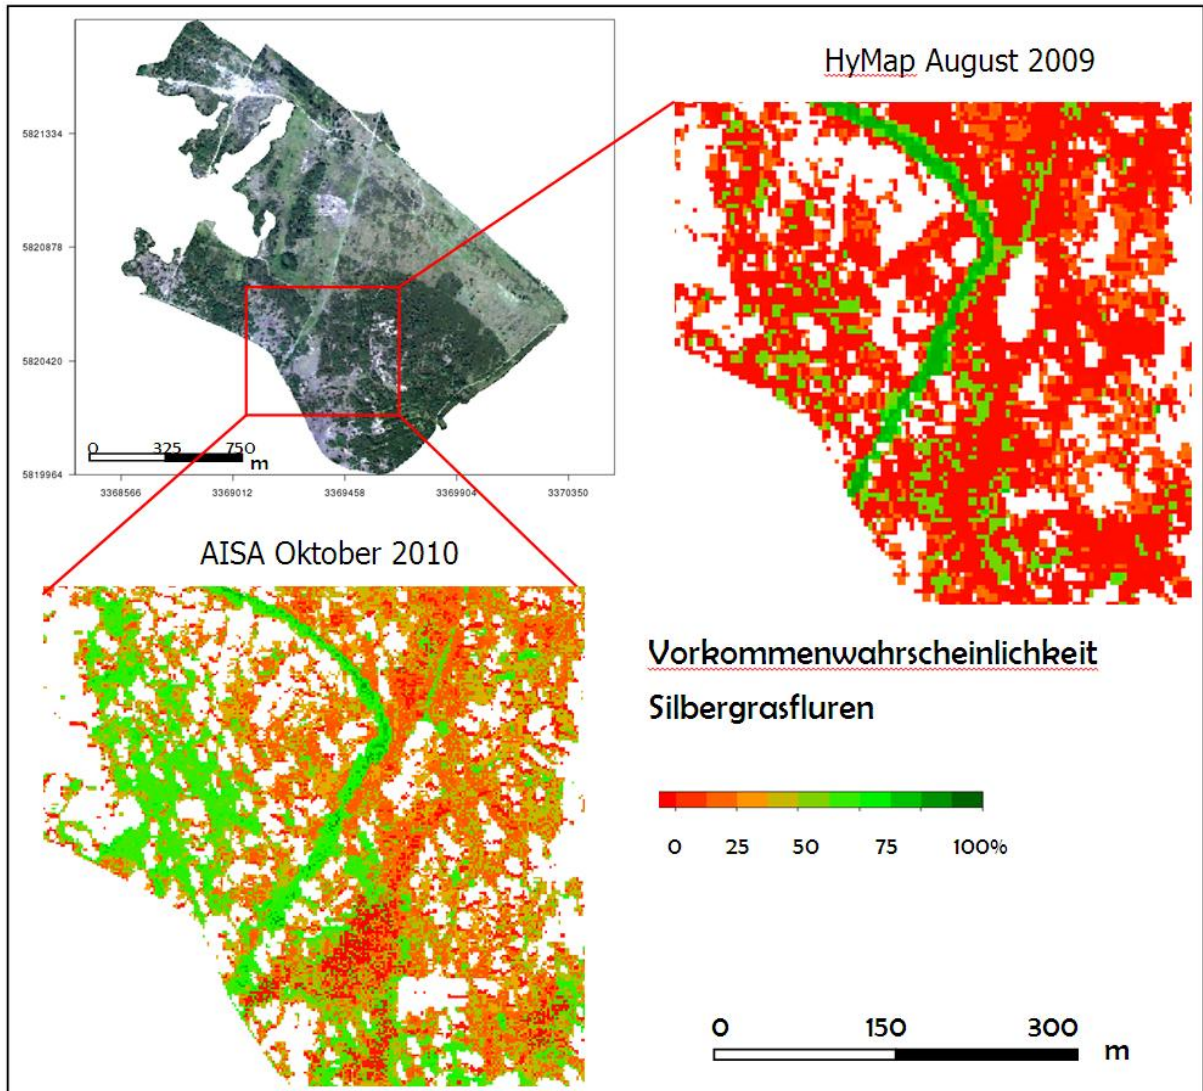 HyMap August 2009
5821334
5820878
5820420
5819964
0 325 750
m
3368566 3369012 3369458 3369904 3370350
AISA Oktober 2010
Vorkommenwahrscheinlichkeit
Silbergrasfluren
0 25 50 75 100%
0 150 300
m